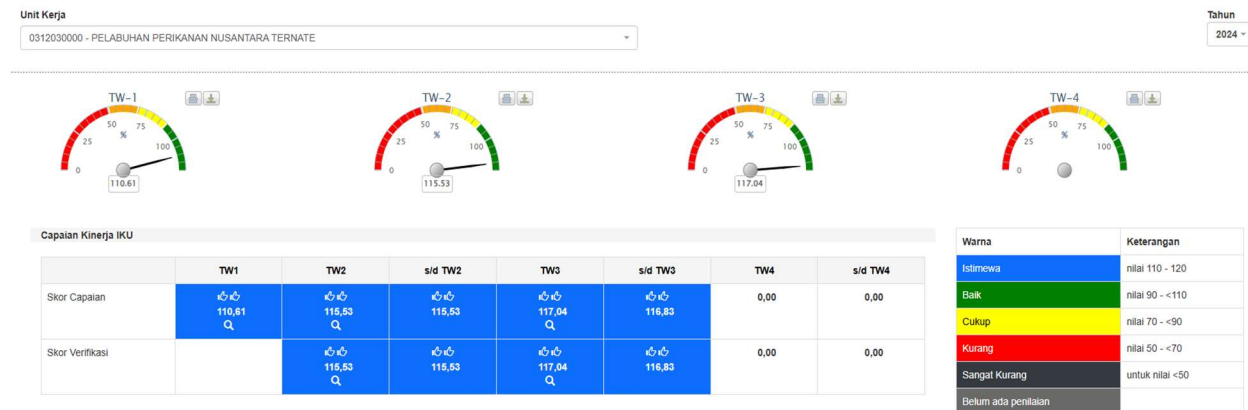 Unit Kerja
Tahun
0312030000 - PELABUHAN PERIKANAN NUSANTARA TERNATE
2024
TW-1
0 25 50 75 100
%
110.61
TW-2
0 25 50 75 100
%
115.53
TW-3
0 25 50 75 100
%
117.04
TW-4
0 25 50 75 100
%
Capaian Kinerja IKU
TW1 TW2 s/d TW2 TW3 s/d TW3 TW4 s/d TW4
Skor Capaian 110,61 115,53 115,53 117,04 116,83 0,00 0,00
Skor Verifikasi 115,53 115,53 117,04 116,83 0,00 0,00
Warna Keterangan
Istimewa nilai 110 - 120
Baik nilai 90 - <110
Cukup nilai 70 - <90
Kurang nilai 50 - <70
Sangat Kurang untuk nilai <50
Belum ada penilaian